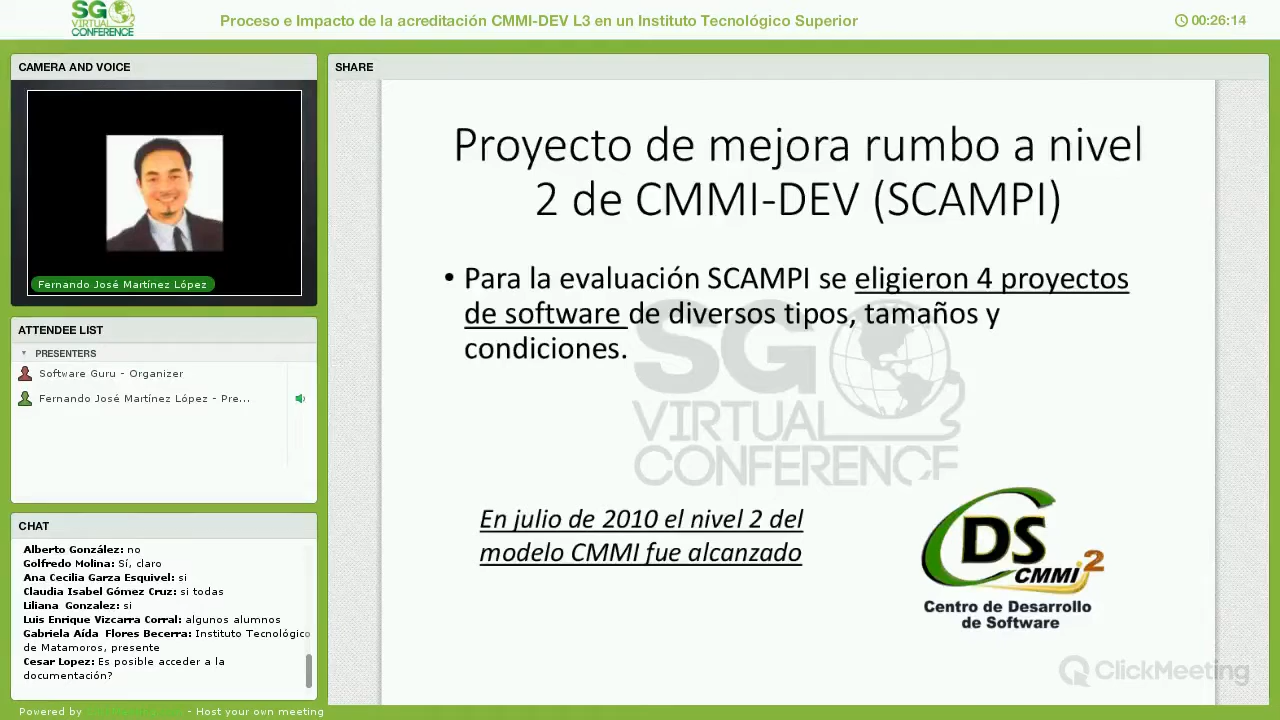 SG
VIRTUAL
CONFERENCE
Proceso e Impacto de la acreditación CMMI-DEV L3 en un Instituto Tecnológico Superior
00:26:14
CAMERA AND VOICE
Fernando José Martínez López
ATTENDEE LIST
PRESENTERS
Software Guru - Organizer
Fernando José Martínez López - Pre...
CHAT
Alberto González: no
Golfredo Molina: Sí, claro
Ana Cecilia Garza Esquivel: si
Claudia Isabel Gómez Cruz: si todas
Liliana Gonzalez: si
Luis Enrique Vizcarra Corral: algunos alumnos
Gabriela Aída Flores Becerra: Instituto Tecnológico
de Matamoros, presente
Cesar Lopez: Es posible acceder a la
documentación?
Powered by - Host your own meeting
SHARE
Proyecto de mejora rumbo a nivel
2 de CMMI-DEV (SCAMPI)
• Para la evaluación SCAMPI se eligieron 4 proyectos
de software de diversos tipos, tamaños y
condiciones.
SG
VIRTUAL
CONFERENCE
En julio de 2010 el nivel 2 del
modelo CMMI fue alcanzado
CDS
CMMi 2
Centro de Desarrollo
de Software
ClickMeeting